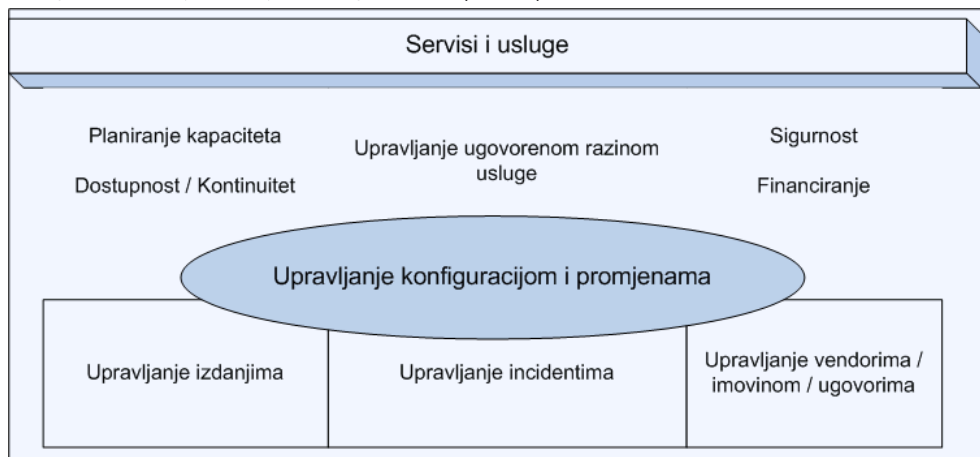 Servisi i usluge
Planiranje kapaciteta
Dostupnost / Kontinuitet
Upravljanje ugovorenom razinom
usluge
Sigurnost
Financiranje
Upravljanje konfiguracijom i promjenama
Upravljanje izdanjima
Upravljanje incidentima
Upravljanje vendorima /
imovinom / ugovorima